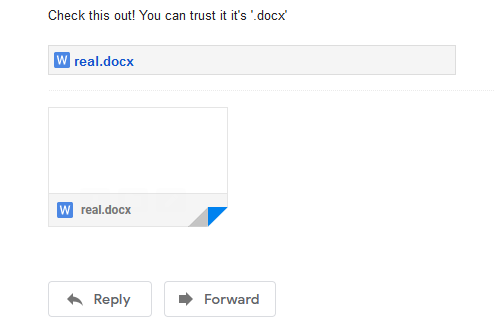 Check this out! You can trust it it's '.docx'
W real.docx
W real.docx
Reply Forward